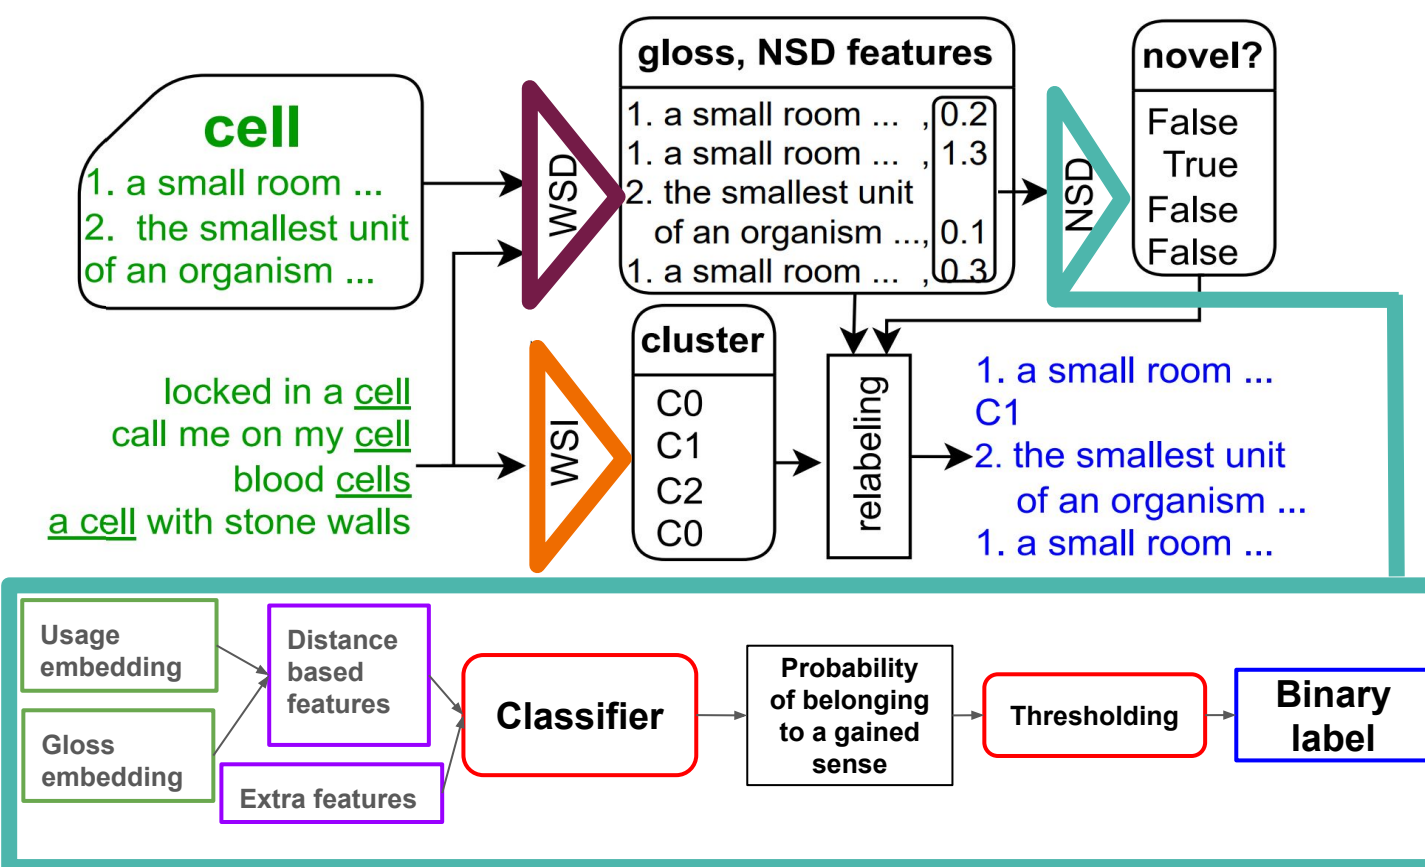 cell
1. a small room ...
2. the smallest unit
of an organism ...
locked in a cell
call me on my cell
blood cells
a cell with stone walls
WSD
WSI
gloss, NSD features
1. a small room ... , 0.2
1. a small room ... , 1.3
2. the smallest unit
of an organism ..., 0.1
1. a small room ... , 0.3
cluster
C0
C1
C2
C0
NSD
novel?
False
True
False
False
relabeling
1. a small room ...
C1
2. the smallest unit
of an organism ...
1. a small room ...
Usage
embedding
Gloss
embedding
Distance
based
features
Extra features
Classifier
Probability
of belonging
to a gained
sense
Thresholding
Binary
label